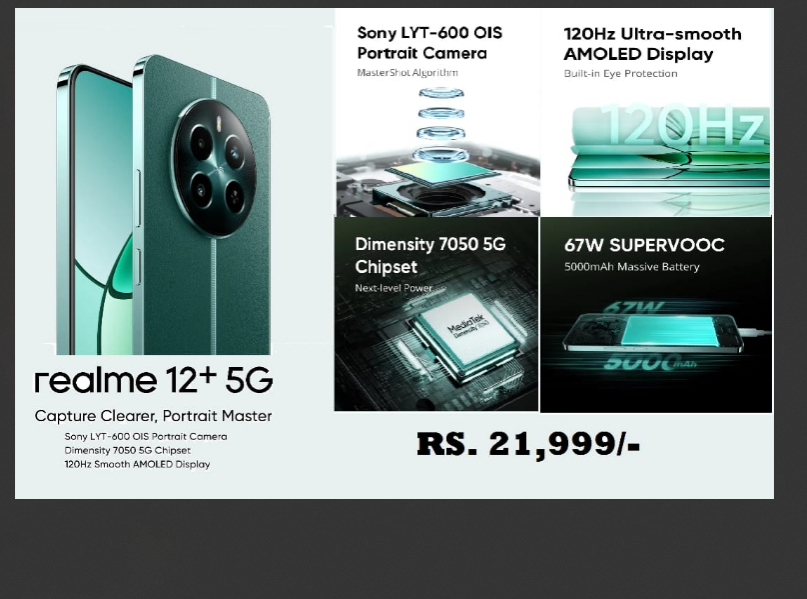 realme 12+ 5G
Capture Clearer, Portrait Master
Sony LYT-600 OIS Portrait Camera
Dimensity 7050 5G Chipset
120Hz Smooth AMOLED Display
Sony LYT-600 OIS
Portrait Camera
MasterShot Algorithm
120Hz Ultra-smooth
AMOLED Display
Built-in Eye Protection
120Hz
Dimensity 7050 5G
Chipset
Next-level Power
MediaTek
Dimensity 7050
67W SUPERVOOC
5000mAh Massive Battery
67W
5000mAh
RS. 21,999/-